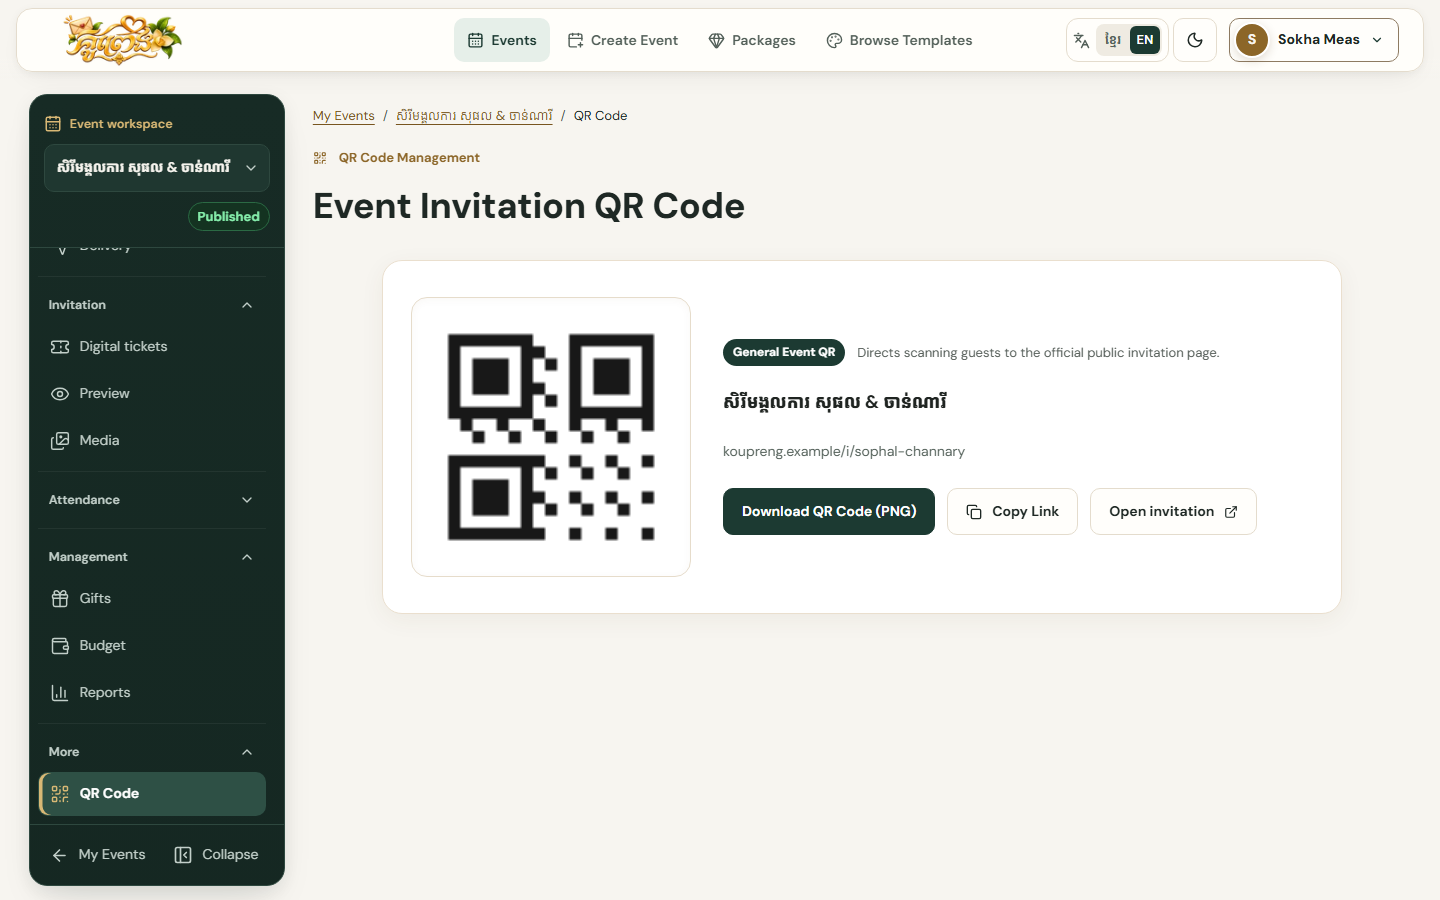 គូព្រេង
Events
Create Event
Packages
Browse Templates
ខ្មែរ
EN
S
Sokha Meas
Event workspace
សិរីមង្គលការ សុផល & ចាន់ណារី
Published
Delivery
Invitation
Digital tickets
Preview
Media
Attendance
Management
Gifts
Budget
Reports
More
QR Code
My Events
Collapse
My Events / សិរីមង្គលការ សុផល & ចាន់ណារី / QR Code
QR Code Management
Event Invitation QR Code
General Event QR
Directs scanning guests to the official public invitation page.
សិរីមង្គលការ សុផល & ចាន់ណារី
koupreng.example/i/sophal-channary
Download QR Code (PNG)
Copy Link
Open invitation